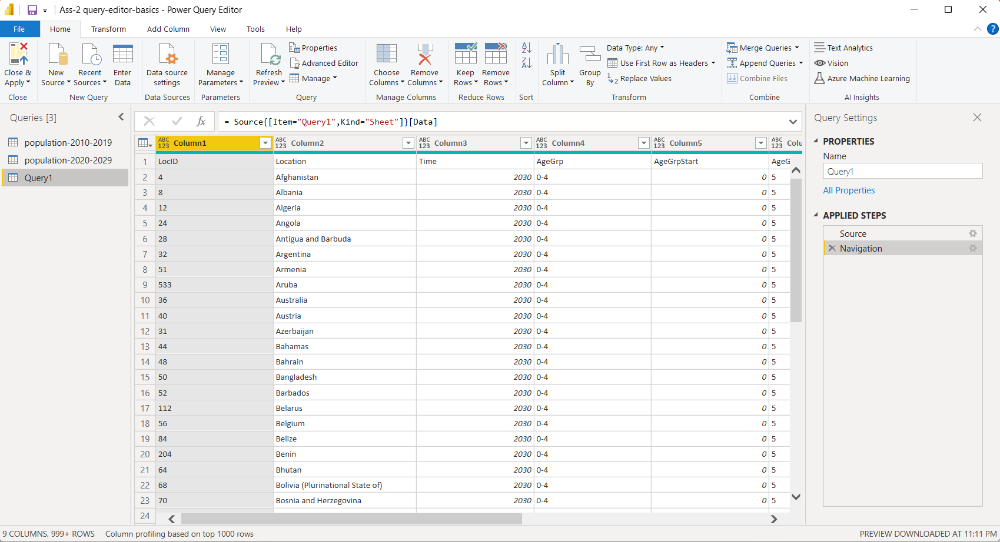 Ass-2 query-editor-basics - Power Query Editor
File Home Transform Add Column View Tools Help
Close & Apply
New Source
Recent Sources
Enter Data
Data source settings
Manage Parameters
Refresh Preview
Properties
Advanced Editor
Manage
Choose Columns
Remove Columns
Keep Rows
Remove Rows
Split Column
Group By
Data Type: Any
Use First Row as Headers
Replace Values
Merge Queries
Append Queries
Combine Files
Text Analytics
Vision
Azure Machine Learning
Close New Query Data Sources Parameters Query Manage Columns Reduce Rows Sort Transform Combine AI Insights
Queries [3]
population-2010-2019
population-2020-2029
Query1
fx = Source{[Item="Query1",Kind="Sheet"]}[Data]
ABC 123 Column1 ABC 123 Column2 ABC 123 Column3 ABC 123 Column4 ABC 123 Column5 ABC 123 Colu
1 LocID Location Time AgeGrp AgeGrpStart AgeG
2 4 Afghanistan 2030 0-4 0 5
3 8 Albania 2030 0-4 0 5
4 12 Algeria 2030 0-4 0 5
5 24 Angola 2030 0-4 0 5
6 28 Antigua and Barbuda 2030 0-4 0 5
7 32 Argentina 2030 0-4 0 5
8 51 Armenia 2030 0-4 0 5
9 533 Aruba 2030 0-4 0 5
10 36 Australia 2030 0-4 0 5
11 40 Austria 2030 0-4 0 5
12 31 Azerbaijan 2030 0-4 0 5
13 44 Bahamas 2030 0-4 0 5
14 48 Bahrain 2030 0-4 0 5
15 50 Bangladesh 2030 0-4 0 5
16 52 Barbados 2030 0-4 0 5
17 112 Belarus 2030 0-4 0 5
18 56 Belgium 2030 0-4 0 5
19 84 Belize 2030 0-4 0 5
20 204 Benin 2030 0-4 0 5
21 64 Bhutan 2030 0-4 0 5
22 68 Bolivia (Plurinational State of) 2030 0-4 0 5
23 70 Bosnia and Herzegovina 2030 0-4 0 5
24
Query Settings
PROPERTIES
Name
Query1
All Properties
APPLIED STEPS
Source
Navigation
9 COLUMNS, 999+ ROWS Column profiling based on top 1000 rows PREVIEW DOWNLOADED AT 11:11 PM